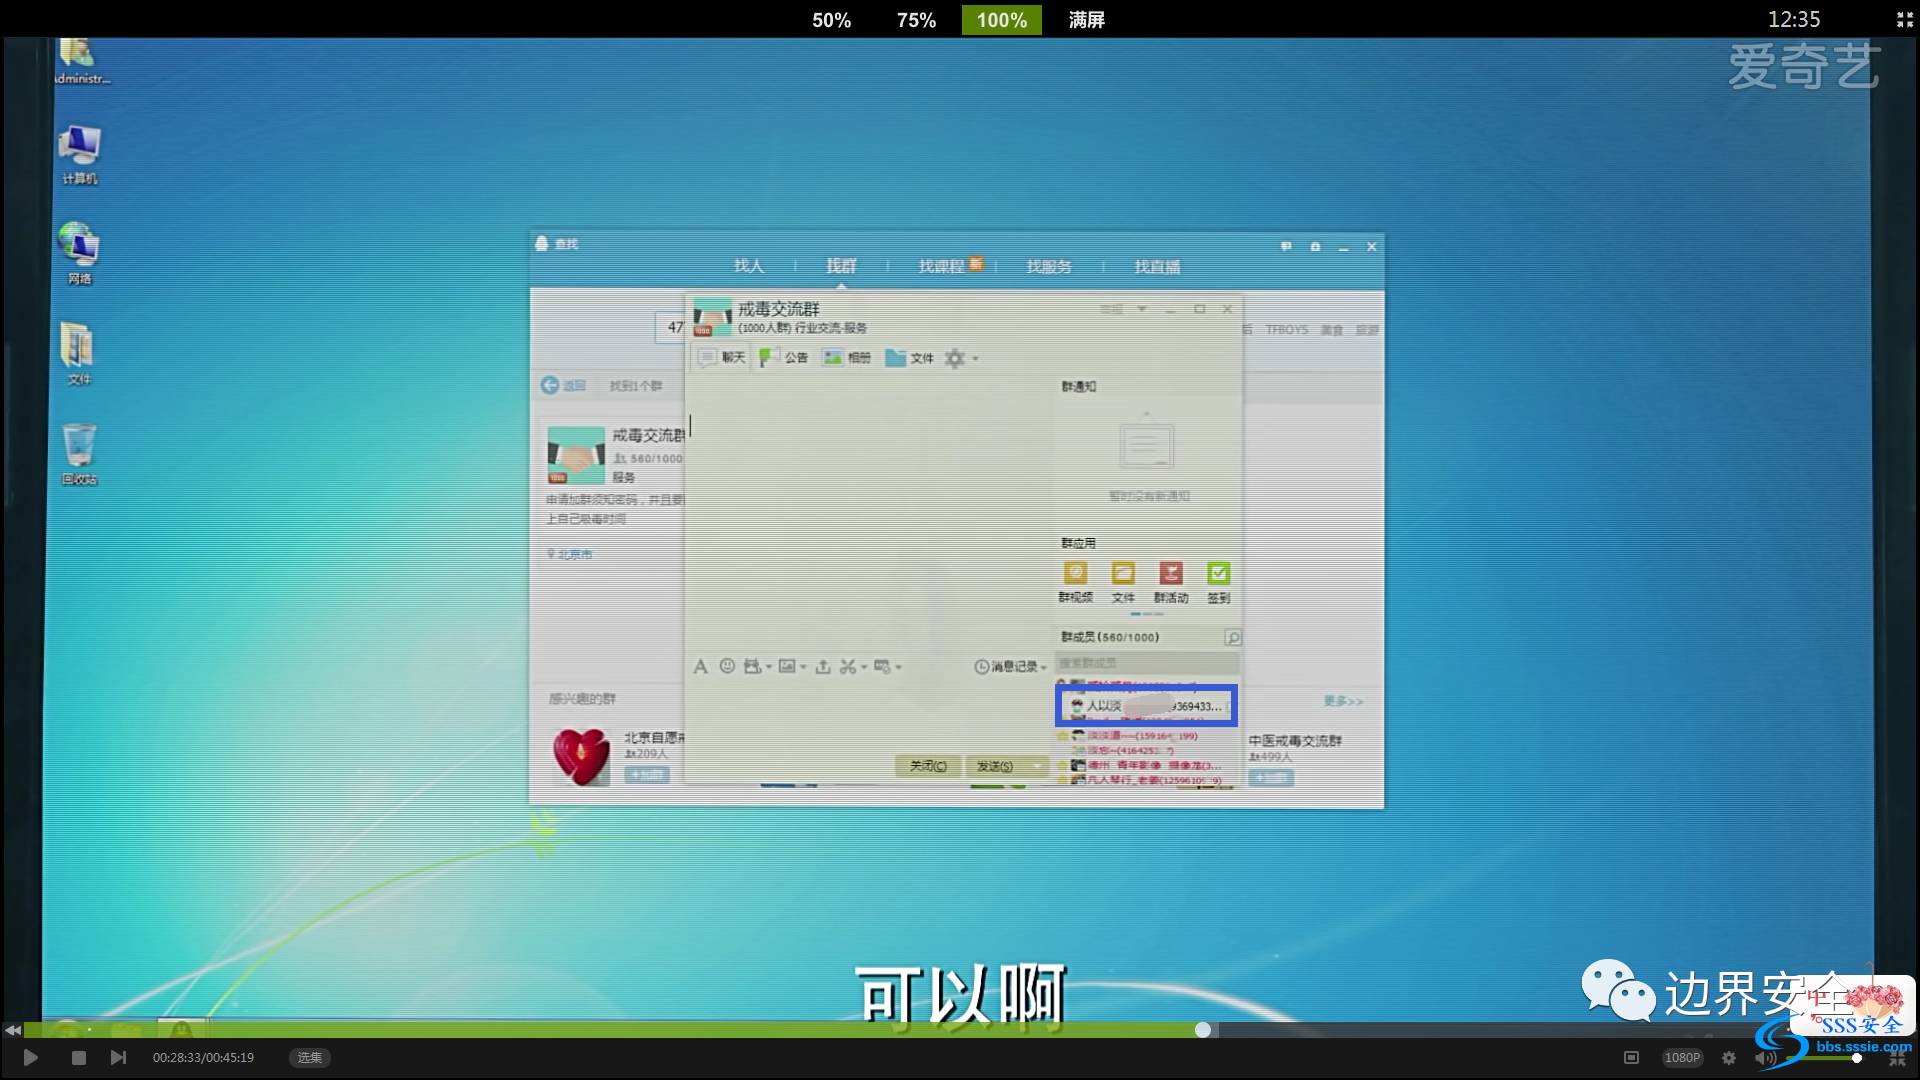 50% 75% 100% 满屏 12:35
爱奇艺
Administr...
计算机
网络
文件
回收站
查找
找人 找群 找课程 新 找服务 找直播
47
TFBOYS 美食 旅游
戒毒交流群
(1000人群) 行业交流-服务
聊天 公告 相册 文件
返回 找到1个群
群通知
戒毒交流群
560/1000
服务
申请加群须知密码，并且要
上自己吸毒时间
北京市
暂时没有新通知
群应用
群视频 文件 群活动 签到
群成员(560/1000)
搜索群成员
消息记录
人以淡 9369433...
感兴趣的群 更多>>
北京自愿
209人
+加群
中医戒毒交流群
499人
+加群
关闭(C) 发送(S)
可以啊
边界安全
SSS安全
bbs.sssie.com
00:28:33/00:45:19 选集 1080P